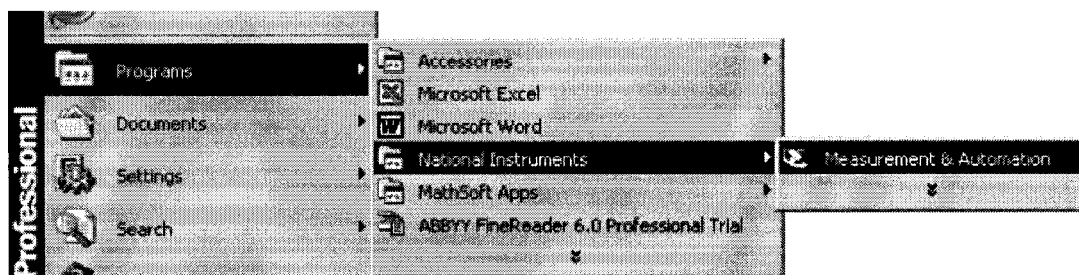 Professional
Programs
Documents
Settings
Search
Accessories
Microsoft Excel
Microsoft Word
National Instruments
MathSoft Apps
ABBYY FineReader 6.0 Professional Trial
Measurement & Automation